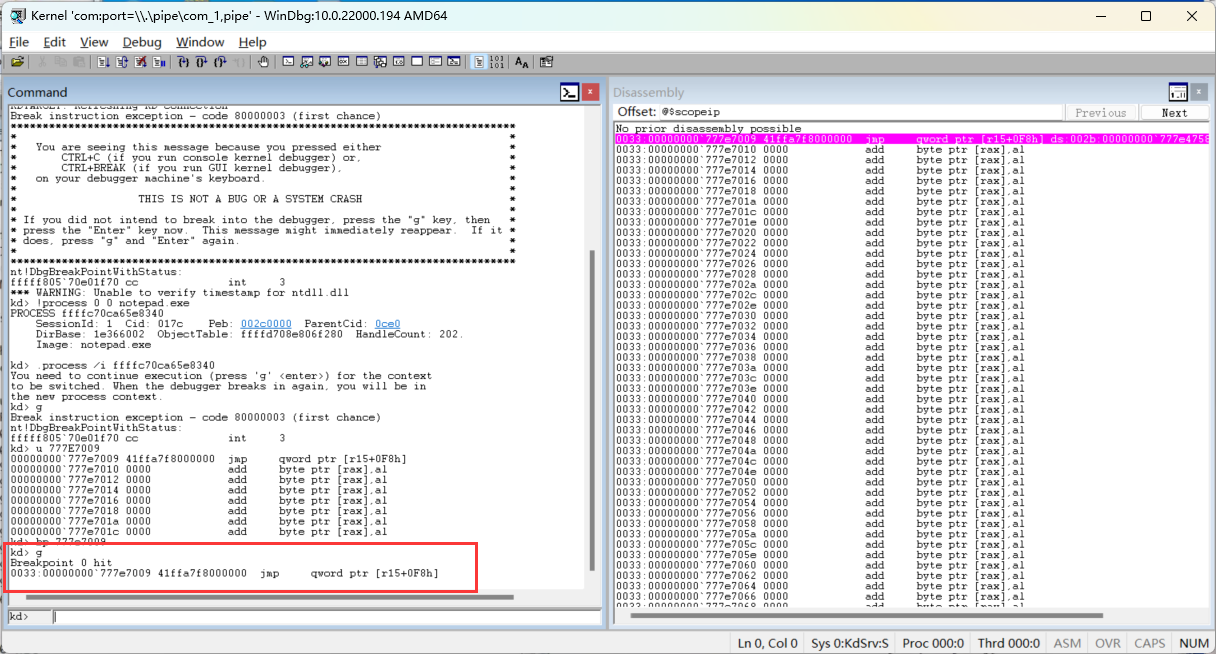 Kernel 'com:port=\\.\pipe\com_1,pipe' - WinDbg:10.0.22000.194 AMD64
File Edit View Debug Window Help
Command
KDTARGET: Refreshing KD connection
Break instruction exception - code 80000003 (first chance)
*******************************************************************************
* *
* You are seeing this message because you pressed either *
* CTRL+C (if you run console kernel debugger) or, *
* CTRL+BREAK (if you run GUI kernel debugger), *
* on your debugger machine's keyboard. *
* *
* THIS IS NOT A BUG OR A SYSTEM CRASH *
* *
* If you did not intend to break into the debugger, press the "g" key, then *
* press the "Enter" key now. This message might immediately reappear. If it *
* does, press "g" and "Enter" again. *
* *
*******************************************************************************
nt!DbgBreakPointWithStatus:
fffff805`70e01f70 cc int 3
*** WARNING: Unable to verify timestamp for ntdll.dll
kd> !process 0 0 notepad.exe
PROCESS ffffc70ca65e8340
SessionId: 1 Cid: 017c Peb: 002c0000 ParentCid: 0ce0
DirBase: 1e366002 ObjectTable: ffffd708e806f280 HandleCount: 202.
Image: notepad.exe
kd> .process /i ffffc70ca65e8340
You need to continue execution (press 'g' <enter>) for the context
to be switched. When the debugger breaks in again, you will be in
the new process context.
kd> g
Break instruction exception - code 80000003 (first chance)
nt!DbgBreakPointWithStatus:
fffff805`70e01f70 cc int 3
kd> u 777E7009
00000000`777e7009 41ffa7f8000000 jmp qword ptr [r15+0F8h]
00000000`777e7010 0000 add byte ptr [rax],al
00000000`777e7012 0000 add byte ptr [rax],al
00000000`777e7014 0000 add byte ptr [rax],al
00000000`777e7016 0000 add byte ptr [rax],al
00000000`777e7018 0000 add byte ptr [rax],al
00000000`777e701a 0000 add byte ptr [rax],al
00000000`777e701c 0000 add byte ptr [rax],al
kd> bp 777e7009
kd> g
Breakpoint 0 hit
0033:00000000`777e7009 41ffa7f8000000 jmp qword ptr [r15+0F8h]
kd>
Disassembly
Offset: @$scopeip Previous Next
No prior disassembly possible
0033:00000000`777e7009 41ffa7f8000000 jmp qword ptr [r15+0F8h] ds:002b:00000000`777e4758
0033:00000000`777e7010 0000 add byte ptr [rax],al
0033:00000000`777e7012 0000 add byte ptr [rax],al
0033:00000000`777e7014 0000 add byte ptr [rax],al
0033:00000000`777e7016 0000 add byte ptr [rax],al
0033:00000000`777e7018 0000 add byte ptr [rax],al
0033:00000000`777e701a 0000 add byte ptr [rax],al
0033:00000000`777e701c 0000 add byte ptr [rax],al
0033:00000000`777e701e 0000 add byte ptr [rax],al
0033:00000000`777e7020 0000 add byte ptr [rax],al
0033:00000000`777e7022 0000 add byte ptr [rax],al
0033:00000000`777e7024 0000 add byte ptr [rax],al
0033:00000000`777e7026 0000 add byte ptr [rax],al
0033:00000000`777e7028 0000 add byte ptr [rax],al
0033:00000000`777e702a 0000 add byte ptr [rax],al
0033:00000000`777e702c 0000 add byte ptr [rax],al
0033:00000000`777e702e 0000 add byte ptr [rax],al
0033:00000000`777e7030 0000 add byte ptr [rax],al
0033:00000000`777e7032 0000 add byte ptr [rax],al
0033:00000000`777e7034 0000 add byte ptr [rax],al
0033:00000000`777e7036 0000 add byte ptr [rax],al
0033:00000000`777e7038 0000 add byte ptr [rax],al
0033:00000000`777e703a 0000 add byte ptr [rax],al
0033:00000000`777e703c 0000 add byte ptr [rax],al
0033:00000000`777e703e 0000 add byte ptr [rax],al
0033:00000000`777e7040 0000 add byte ptr [rax],al
0033:00000000`777e7042 0000 add byte ptr [rax],al
0033:00000000`777e7044 0000 add byte ptr [rax],al
0033:00000000`777e7046 0000 add byte ptr [rax],al
0033:00000000`777e7048 0000 add byte ptr [rax],al
0033:00000000`777e704a 0000 add byte ptr [rax],al
0033:00000000`777e704c 0000 add byte ptr [rax],al
0033:00000000`777e704e 0000 add byte ptr [rax],al
0033:00000000`777e7050 0000 add byte ptr [rax],al
0033:00000000`777e7052 0000 add byte ptr [rax],al
0033:00000000`777e7054 0000 add byte ptr [rax],al
0033:00000000`777e7056 0000 add byte ptr [rax],al
0033:00000000`777e7058 0000 add byte ptr [rax],al
0033:00000000`777e705a 0000 add byte ptr [rax],al
0033:00000000`777e705c 0000 add byte ptr [rax],al
0033:00000000`777e705e 0000 add byte ptr [rax],al
0033:00000000`777e7060 0000 add byte ptr [rax],al
0033:00000000`777e7062 0000 add byte ptr [rax],al
0033:00000000`777e7064 0000 add byte ptr [rax],al
0033:00000000`777e7066 0000 add byte ptr [rax],al
0033:00000000`777e7068 0000 add byte ptr [rax],al
Ln 0, Col 0 Sys 0:KdSrv:S Proc 000:0 Thrd 000:0 ASM OVR CAPS NUM